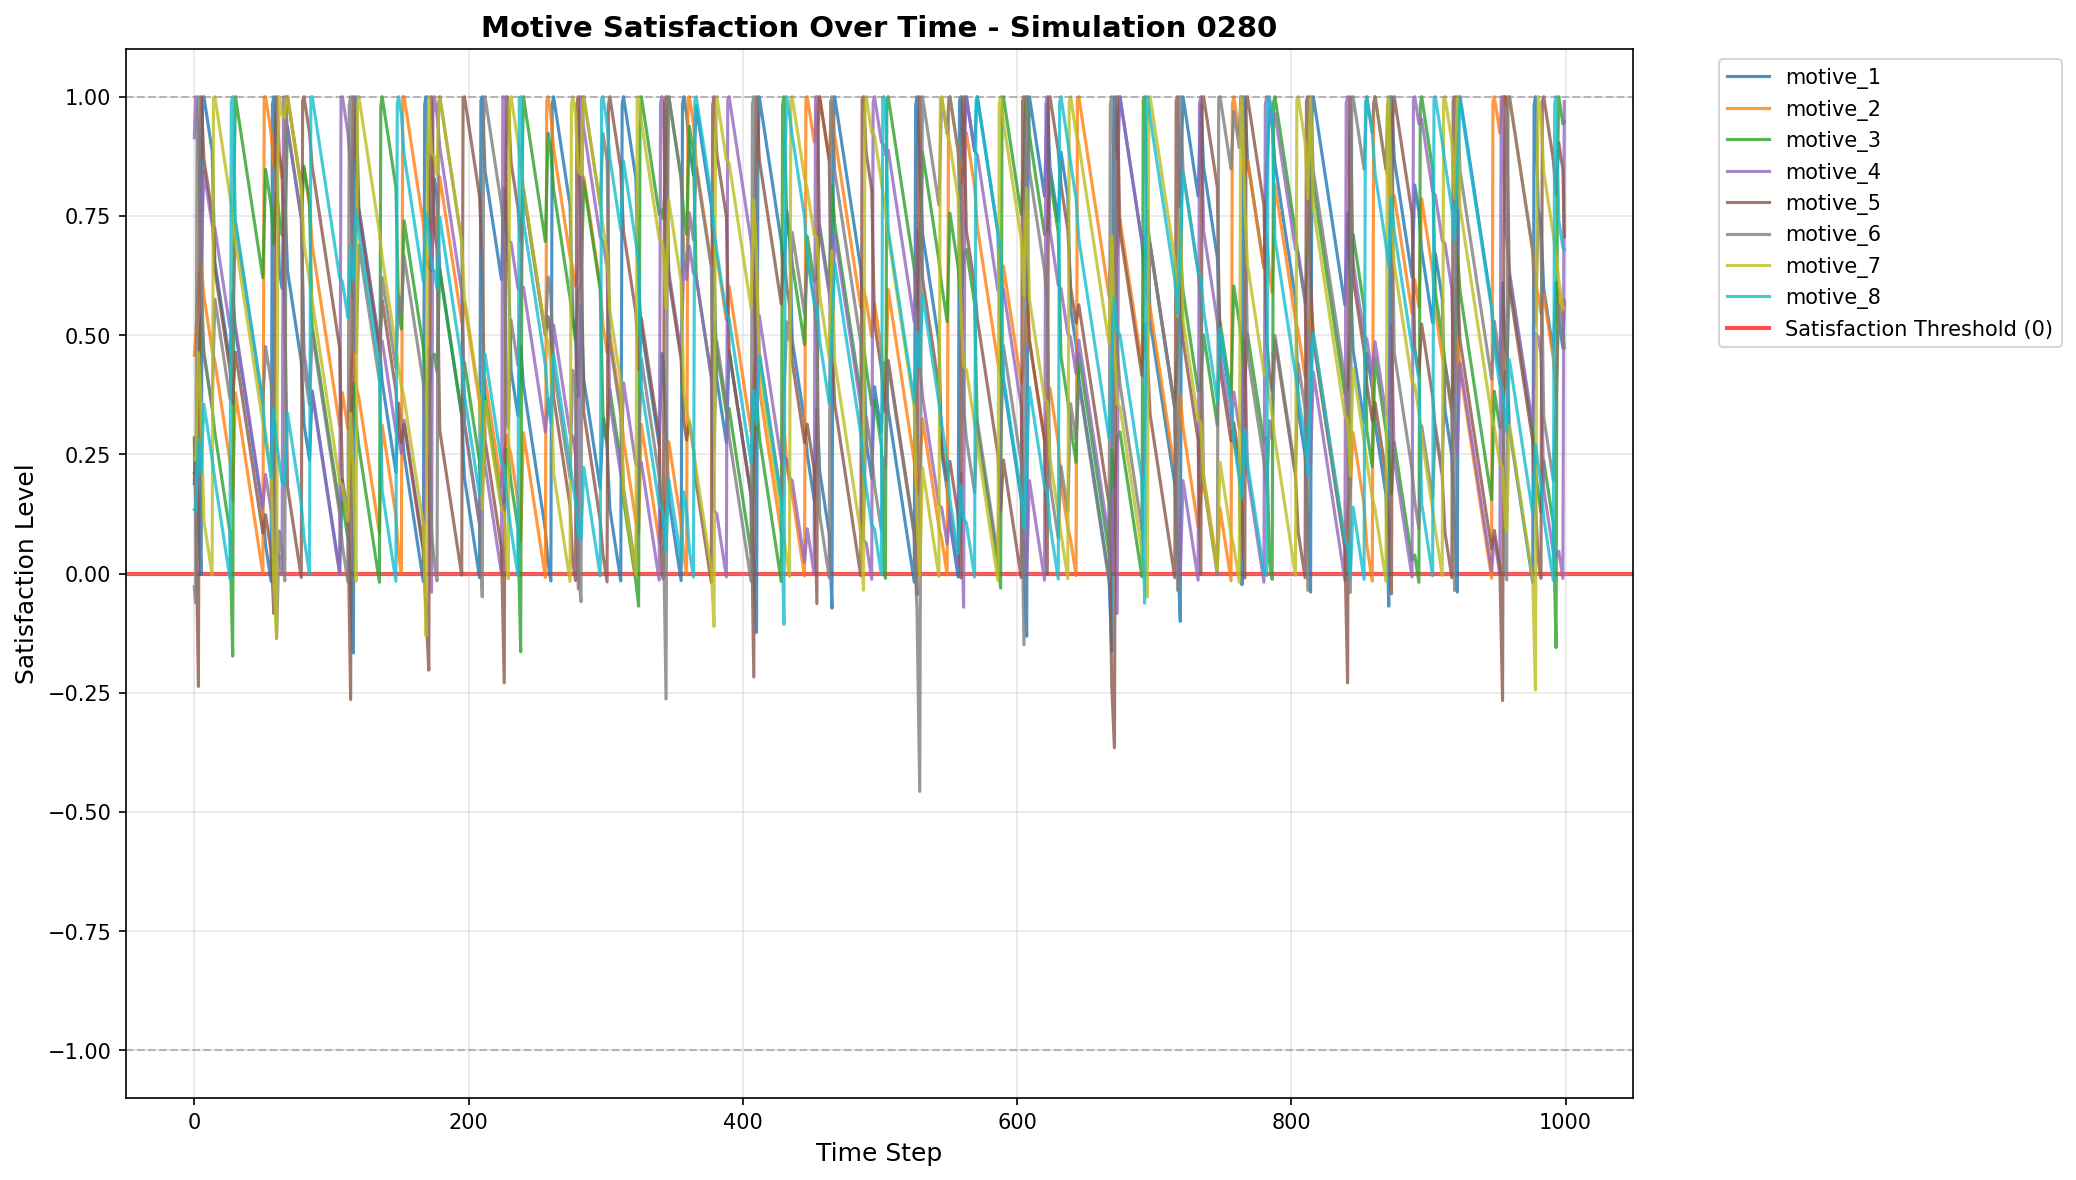 Motive Satisfaction Over Time - Simulation 0280
Satisfaction Level
1.00
0.75
0.50
0.25
0.00
−0.25
−0.50
−0.75
−1.00
0
200
400
600
800
1000
Time Step
motive_1
motive_2
motive_3
motive_4
motive_5
motive_6
motive_7
motive_8
Satisfaction Threshold (0)